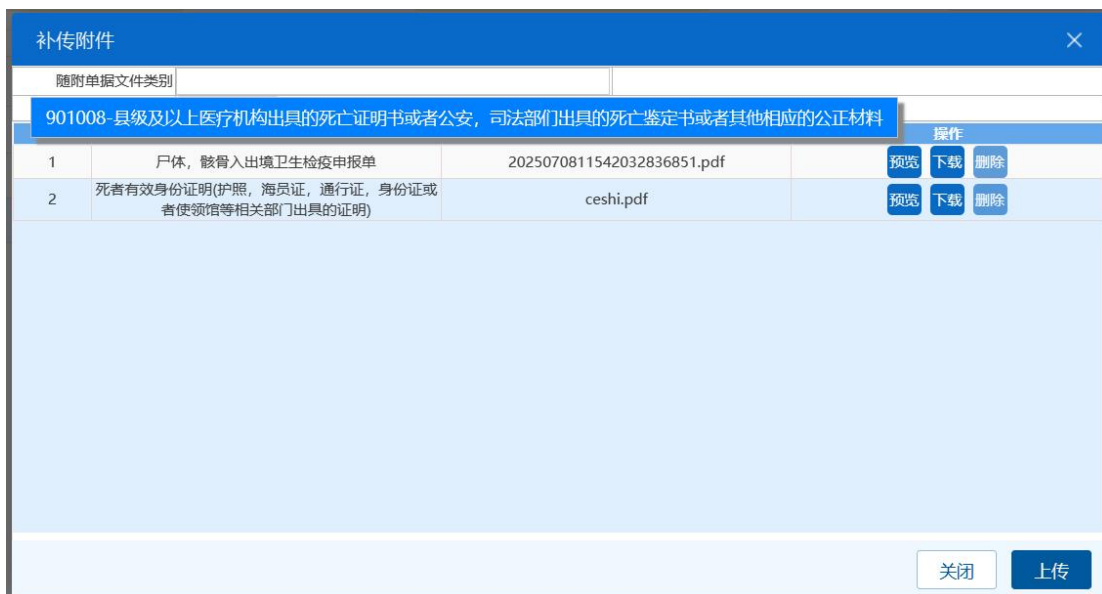 补传附件
随附单据文件类别
901008-县级及以上医疗机构出具的死亡证明书或者公安，司法部们出具的死亡鉴定书或者其他相应的公正材料
操作
1 尸体，骸骨入出境卫生检疫申报单 2025070811542032836851.pdf 预览 下载 删除
2 死者有效身份证明(护照，海员证，通行证，身份证或
者使领馆等相关部门出具的证明) ceshi.pdf 预览 下载 删除
关闭 上传